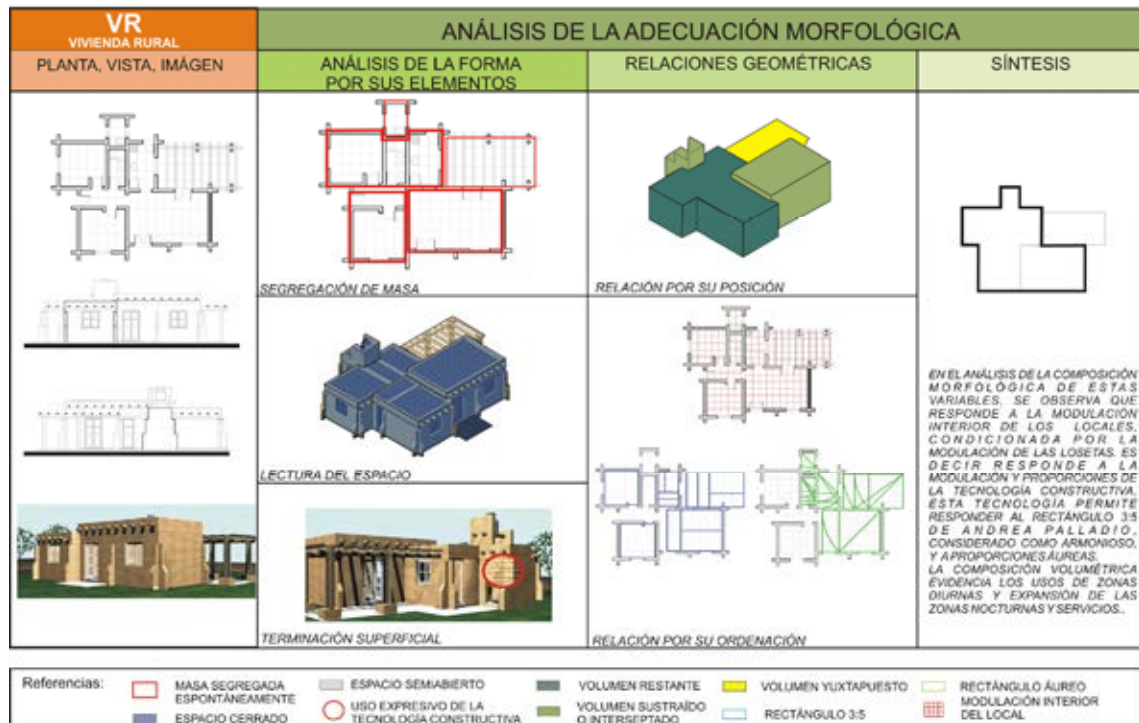 VR
VIVIENDA RURAL
ANÁLISIS DE LA ADECUACIÓN MORFOLÓGICA
PLANTA, VISTA, IMÁGEN
ANÁLISIS DE LA FORMA
POR SUS ELEMENTOS
RELACIONES GEOMÉTRICAS
SÍNTESIS
SEGREGACIÓN DE MASA
RELACIÓN POR SU POSICIÓN
LECTURA DEL ESPACIO
TERMINACIÓN SUPERFICIAL
RELACIÓN POR SU ORDENACIÓN
EN EL ANÁLISIS DE LA COMPOSICIÓN
MORFOLÓGICA DE ESTAS
VARIABLES, SE OBSERVA QUE
RESPONDE A LA MODULACIÓN
INTERIOR DE LOS LOCALES,
CONDICIONADA POR LA
MODULACIÓN DE LAS LOSETAS. ES
DECIR RESPONDE A LA
MODULACIÓN Y PROPORCIONES DE
LA TECNOLOGÍA CONSTRUCTIVA.
ESTA TECNOLOGÍA PERMITE
RESPONDER AL RECTÁNGULO 3:5
DE ANDREA PALLADIO,
CONSIDERADO COMO ARMONIOSO,
Y A PROPORCIONES ÁUREAS.
LA COMPOSICIÓN VOLUMÉTRICA
EVIDENCIA LOS USOS DE ZONAS
DIURNAS Y EXPANSIÓN DE LAS
ZONAS NOCTURNAS Y SERVICIOS..
Referencias:
MASA SEGREGADA
ESPONTÁNEAMENTE
ESPACIO CERRADO
ESPACIO SEMIABIERTO
USO EXPRESIVO DE LA
TECNOLOGÍA CONSTRUCTIVA
VOLUMEN RESTANTE
VOLUMEN SUSTRAÍDO
O INTERSEPTADO
VOLUMEN YUXTAPUESTO
RECTÁNGULO 3:5
RECTÁNGULO ÁUREO
MODULACIÓN INTERIOR
DEL LOCAL